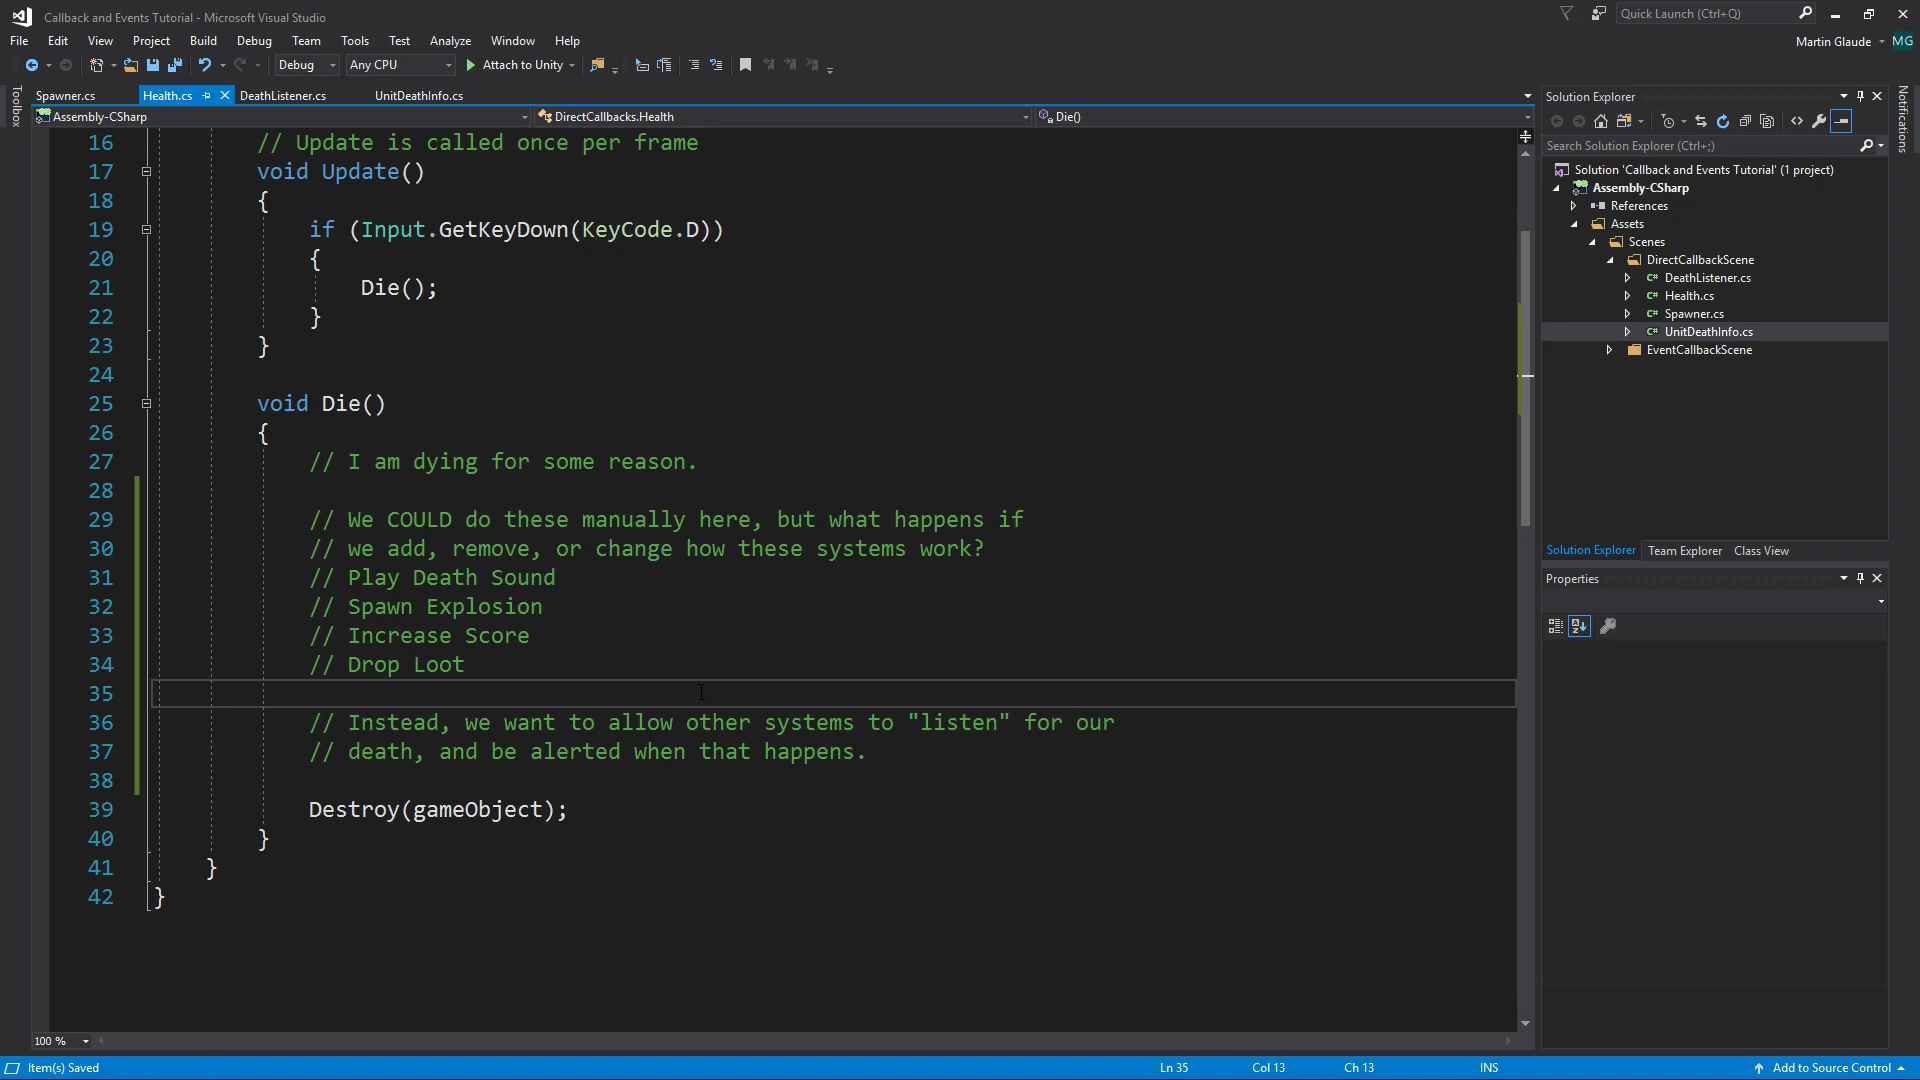 Callback and Events Tutorial - Microsoft Visual Studio
Quick Launch (Ctrl+Q)
File Edit View Project Build Debug Team Tools Test Analyze Window Help
Martin Glaude MG
Debug Any CPU Attach to Unity
Toolbox
Spawner.cs Health.cs DeathListener.cs UnitDeathInfo.cs
Assembly-CSharp DirectCallbacks.Health Die()
16 // Update is called once per frame
17 void Update()
18 {
19 if (Input.GetKeyDown(KeyCode.D))
20 {
21 Die();
22 }
23 }
24
25 void Die()
26 {
27 // I am dying for some reason.
28
29 // We COULD do these manually here, but what happens if
30 // we add, remove, or change how these systems work?
31 // Play Death Sound
32 // Spawn Explosion
33 // Increase Score
34 // Drop Loot
35
36 // Instead, we want to allow other systems to "listen" for our
37 // death, and be alerted when that happens.
38
39 Destroy(gameObject);
40 }
41 }
42 }
100 %
Solution Explorer
Search Solution Explorer (Ctrl+;)
Solution 'Callback and Events Tutorial' (1 project)
Assembly-CSharp
References
Assets
Scenes
DirectCallbackScene
C# DeathListener.cs
C# Health.cs
C# Spawner.cs
C# UnitDeathInfo.cs
EventCallbackScene
Solution Explorer Team Explorer Class View
Properties
Notifications
Item(s) Saved Ln 35 Col 13 Ch 13 INS Add to Source Control